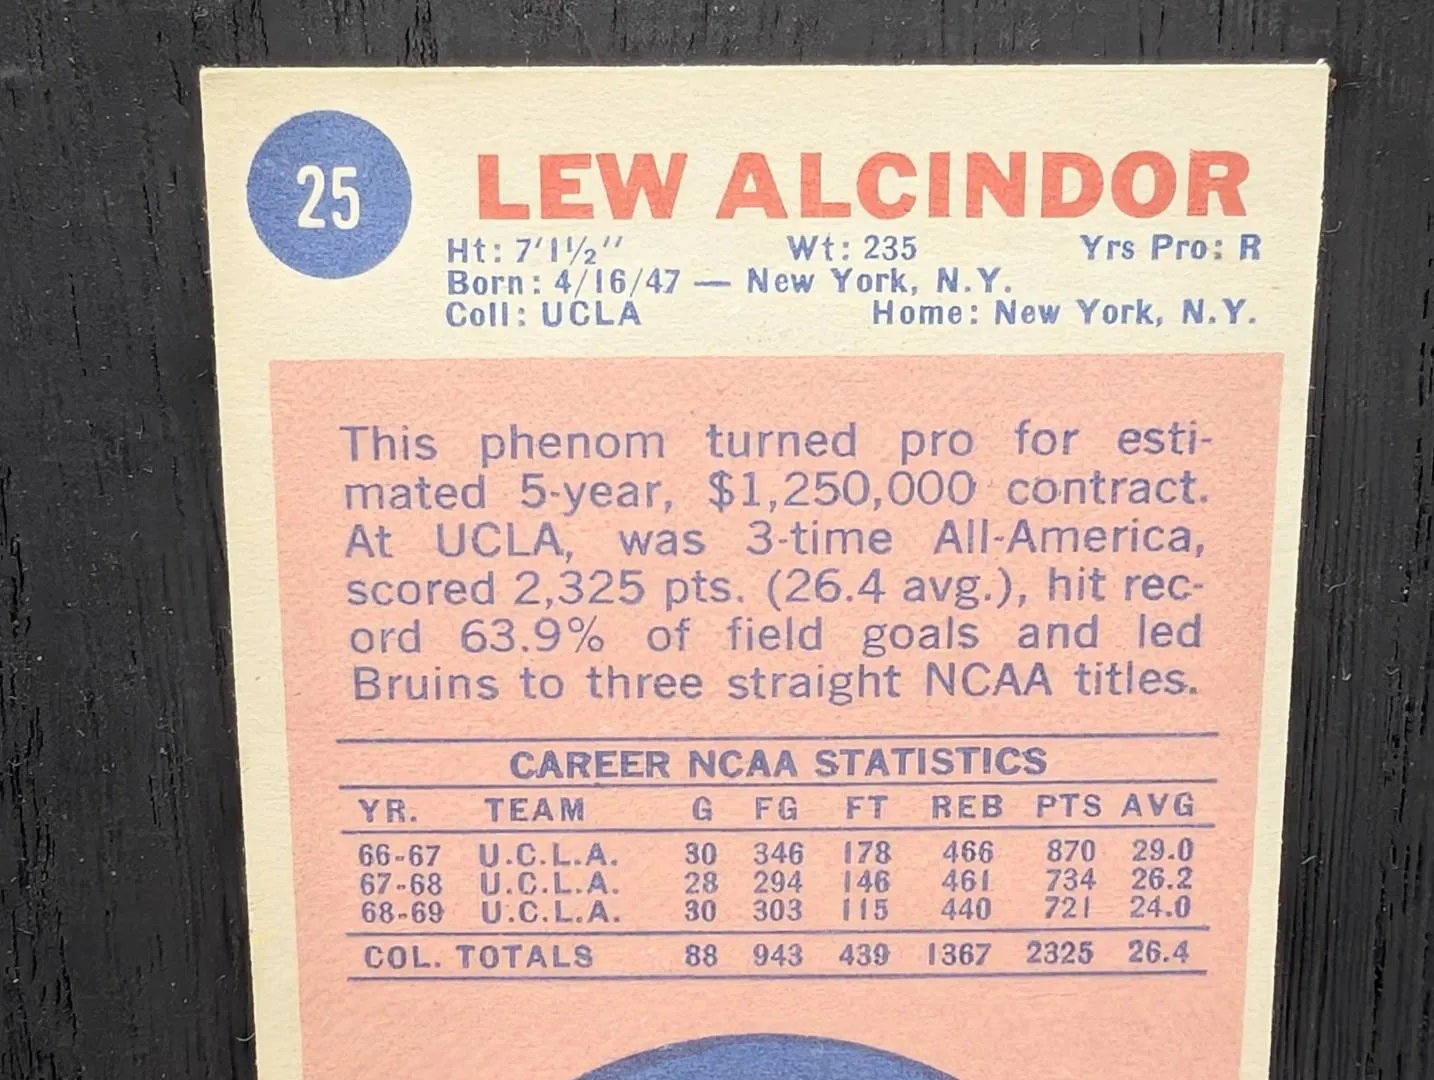 25
LEW ALCINDOR
Ht: 7'1½" Wt: 235 Yrs Pro: R
Born: 4/16/47 — New York, N.Y.
Coll: UCLA Home: New York, N.Y.
This phenom turned pro for esti-
mated 5-year, $1,250,000 contract.
At UCLA, was 3-time All-America,
scored 2,325 pts. (26.4 avg.), hit rec-
ord 63.9% of field goals and led
Bruins to three straight NCAA titles.
CAREER NCAA STATISTICS
YR. TEAM G FG FT REB PTS AVG
66-67 U.C.L.A. 30 346 178 466 870 29.0
67-68 U.C.L.A. 28 294 146 461 734 26.2
68-69 U.C.L.A. 30 303 115 440 721 24.0
COL. TOTALS 88 943 439 1367 2325 26.4